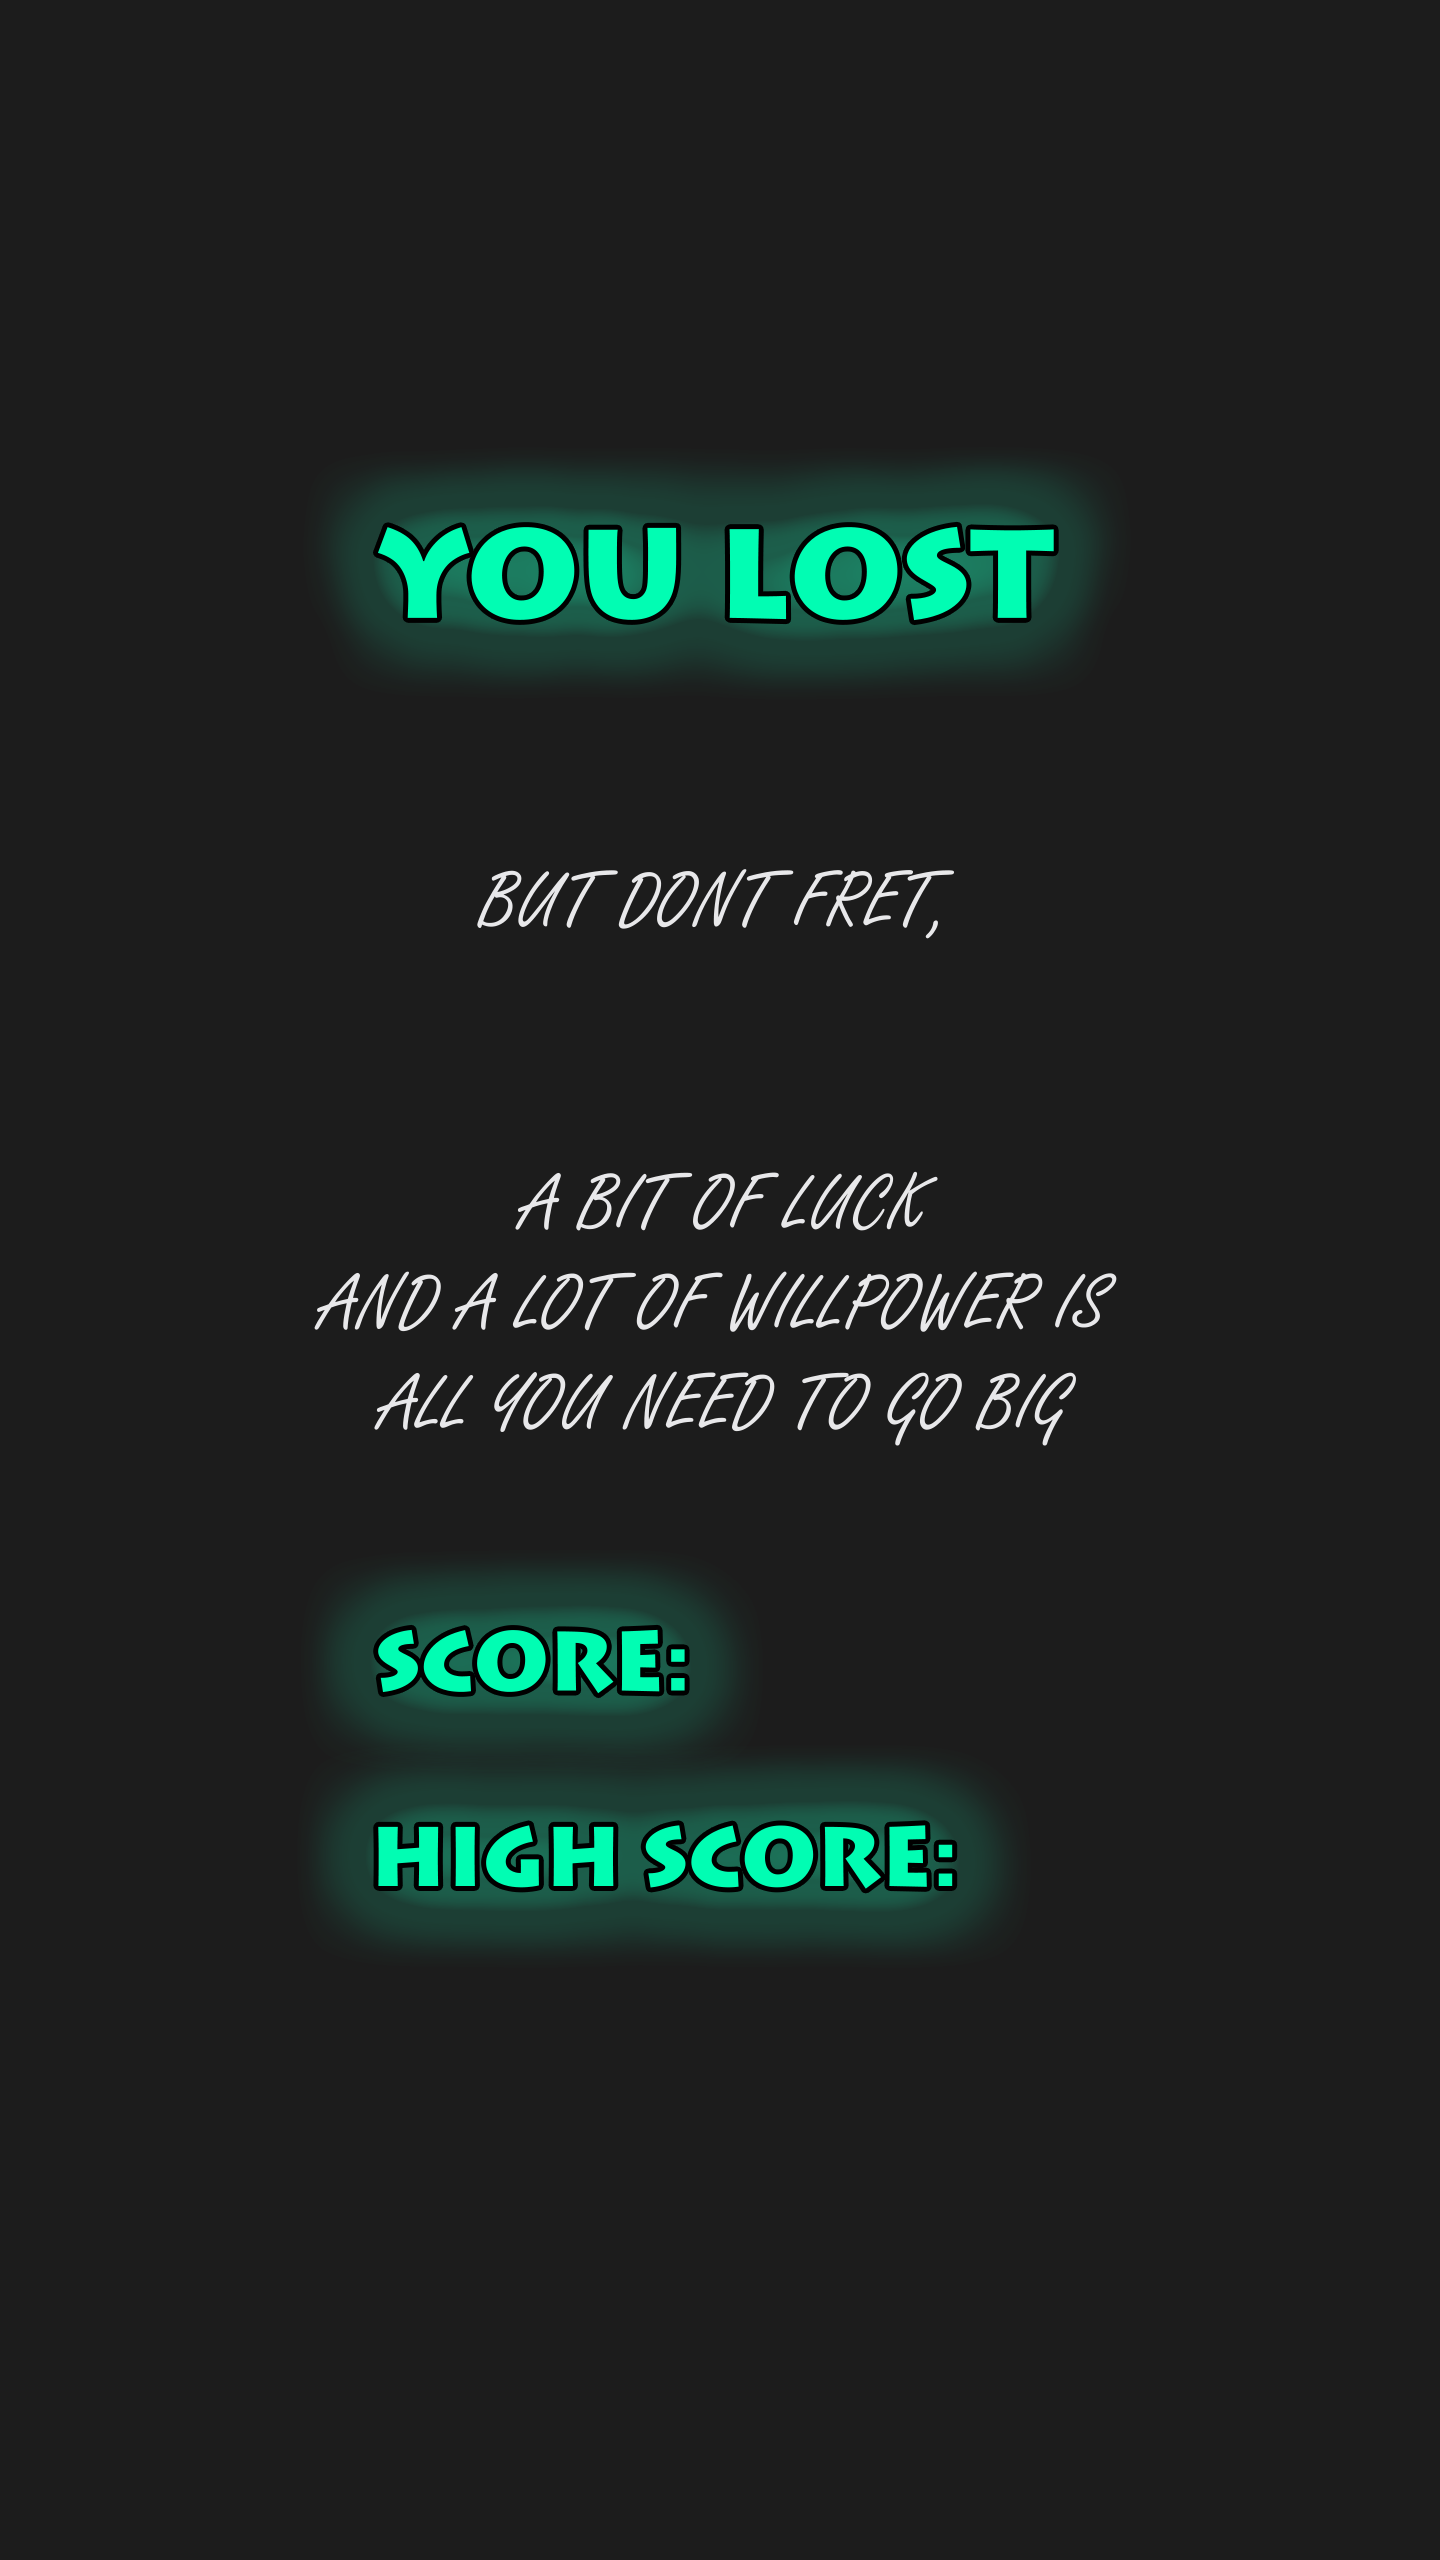 YOU LOST
BUT DONT FRET,
A BIT OF LUCK
AND A LOT OF WILLPOWER IS
ALL YOU NEED TO GO BIG
SCORE:
HIGH SCORE: